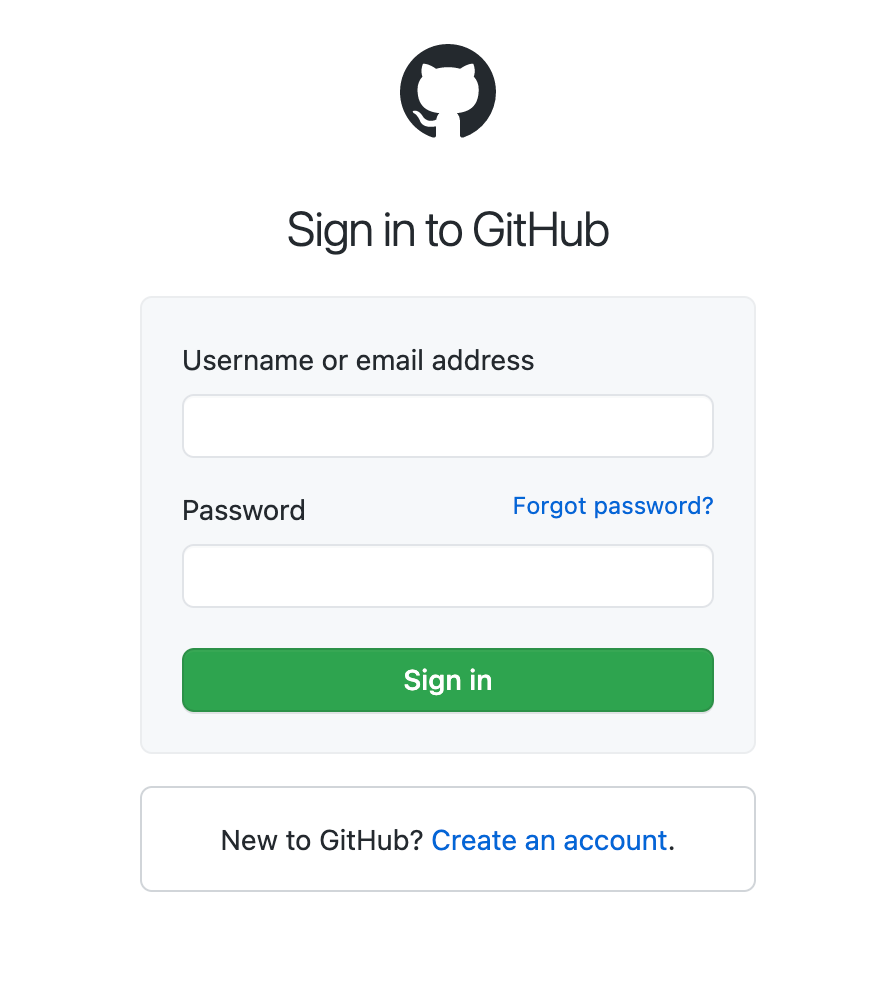 Sign in to GitHub
Username or email address
Password
Forgot password?
Sign in
New to GitHub? Create an account.